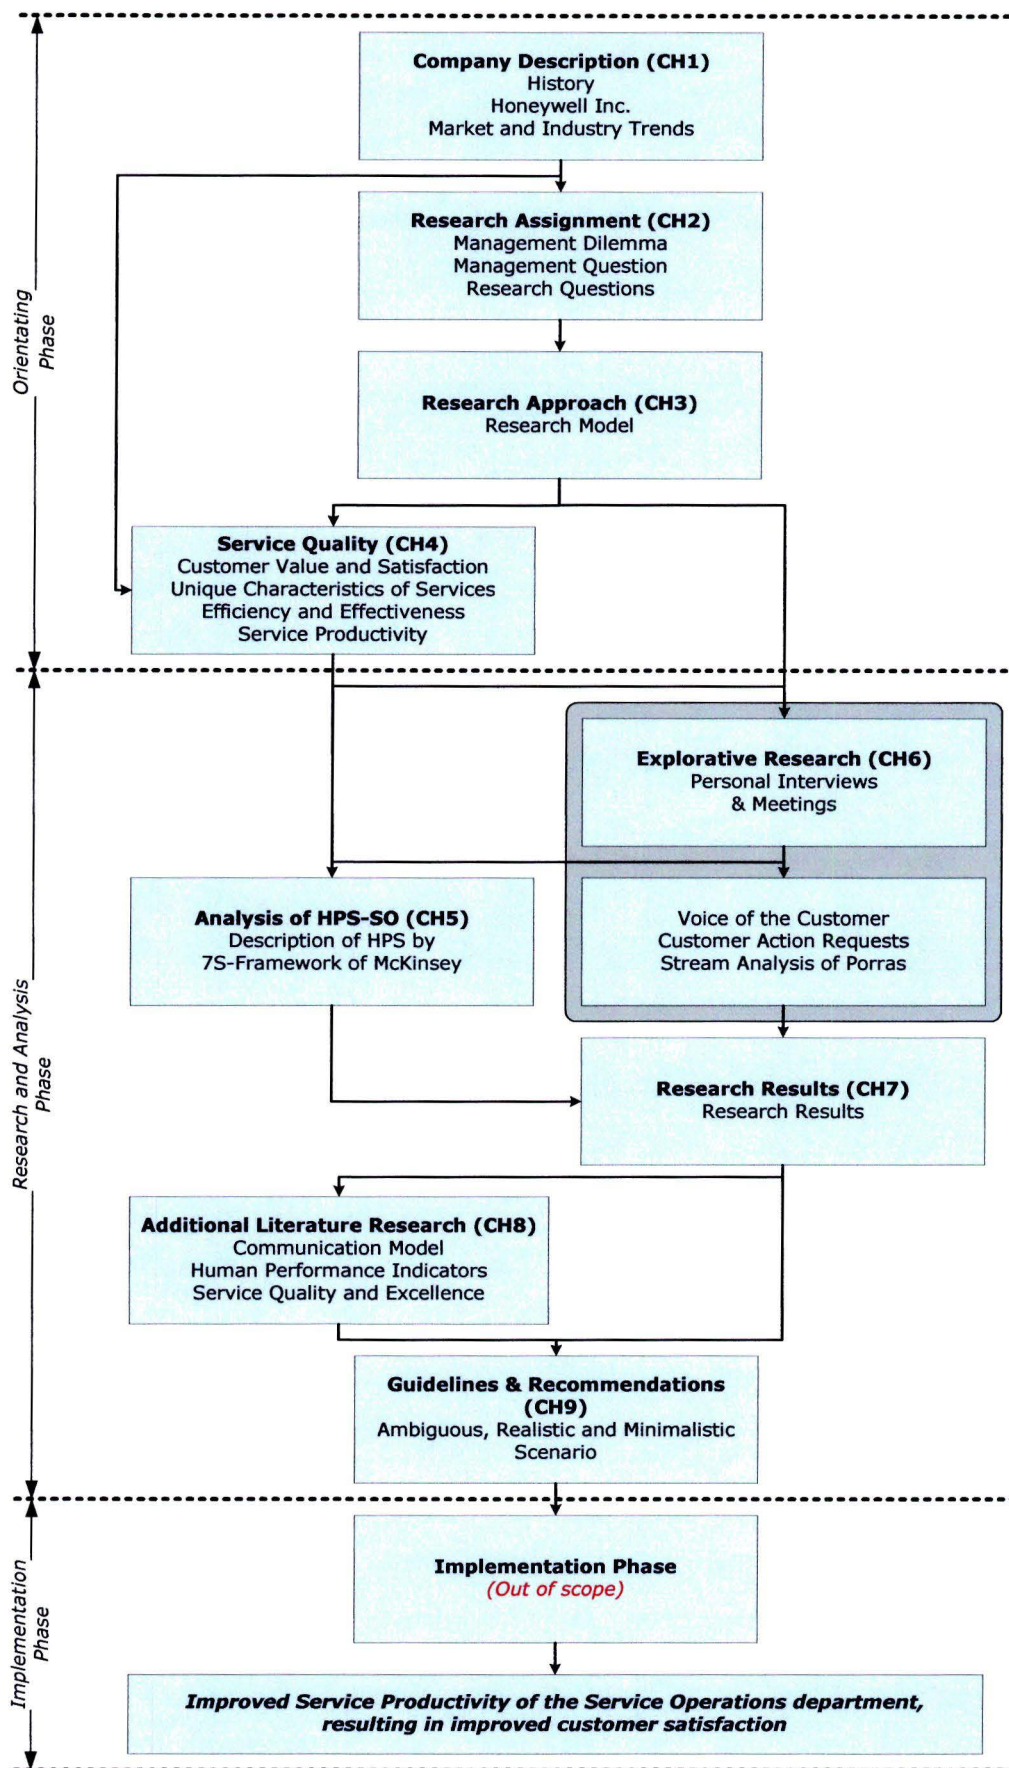 Company Description (CH1)
History
Honeywell Inc.
Market and Industry Trends
Research Assignment (CH2)
Management Dilemma
Management Question
Research Questions
Orientating
Phase
Research Approach (CH3)
Research Model
Service Quality (CH4)
Customer Value and Satisfaction
Unique Characteristics of Services
Efficiency and Effectiveness
Service Productivity
Explorative Research (CH6)
Personal Interviews
& Meetings
Analysis of HPS-SO (CH5)
Description of HPS by
7S-Framework of McKinsey
Voice of the Customer
Customer Action Requests
Stream Analysis of Porras
Research and Analysis
Phase
Research Results (CH7)
Research Results
Additional Literature Research (CH8)
Communication Model
Human Performance Indicators
Service Quality and Excellence
Guidelines & Recommendations
(CH9)
Ambiguous, Realistic and Minimalistic
Scenario
Implementation
Phase
Implementation Phase
(Out of scope)
Improved Service Productivity of the Service Operations department,
resulting in improved customer satisfaction